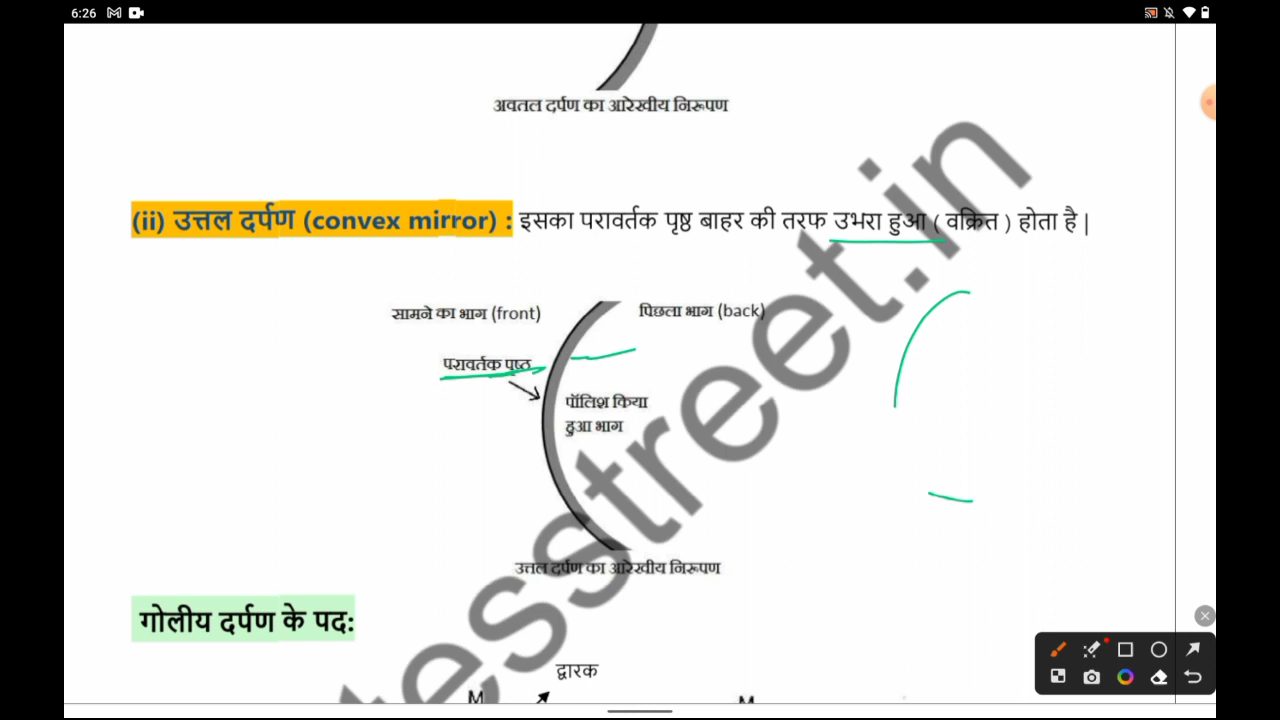 6:26
अवतल दर्पण का आरेखीय निरूपण
(ii) उत्तल दर्पण (convex mirror) : इसका परावर्तक पृष्ठ बाहर की तरफ उभरा हुआ ( वक्रित ) होता है |
सामने का भाग (front)
पिछला भाग (back)
परावर्तक पृष्ठ
पॉलिश किया
हुआ भाग
उत्तल दर्पण का आरेखीय निरूपण
गोलीय दर्पण के पद:
द्वारक
M
M
esstreet.in